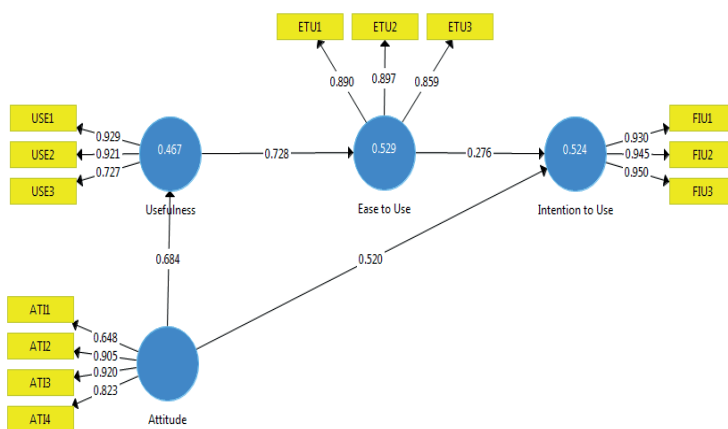 ETU1
ETU2
ETU3
0.890
0.897
0.859
USE1
USE2
USE3
0.929
0.921
0.727
0.467
Usefulness
0.728
0.529
Ease to Use
0.276
0.524
Intention to Use
0.930
0.945
0.950
FIU1
FIU2
FIU3
0.684
0.520
ATI1
ATI2
ATI3
ATI4
0.648
0.905
0.920
0.823
Attitude